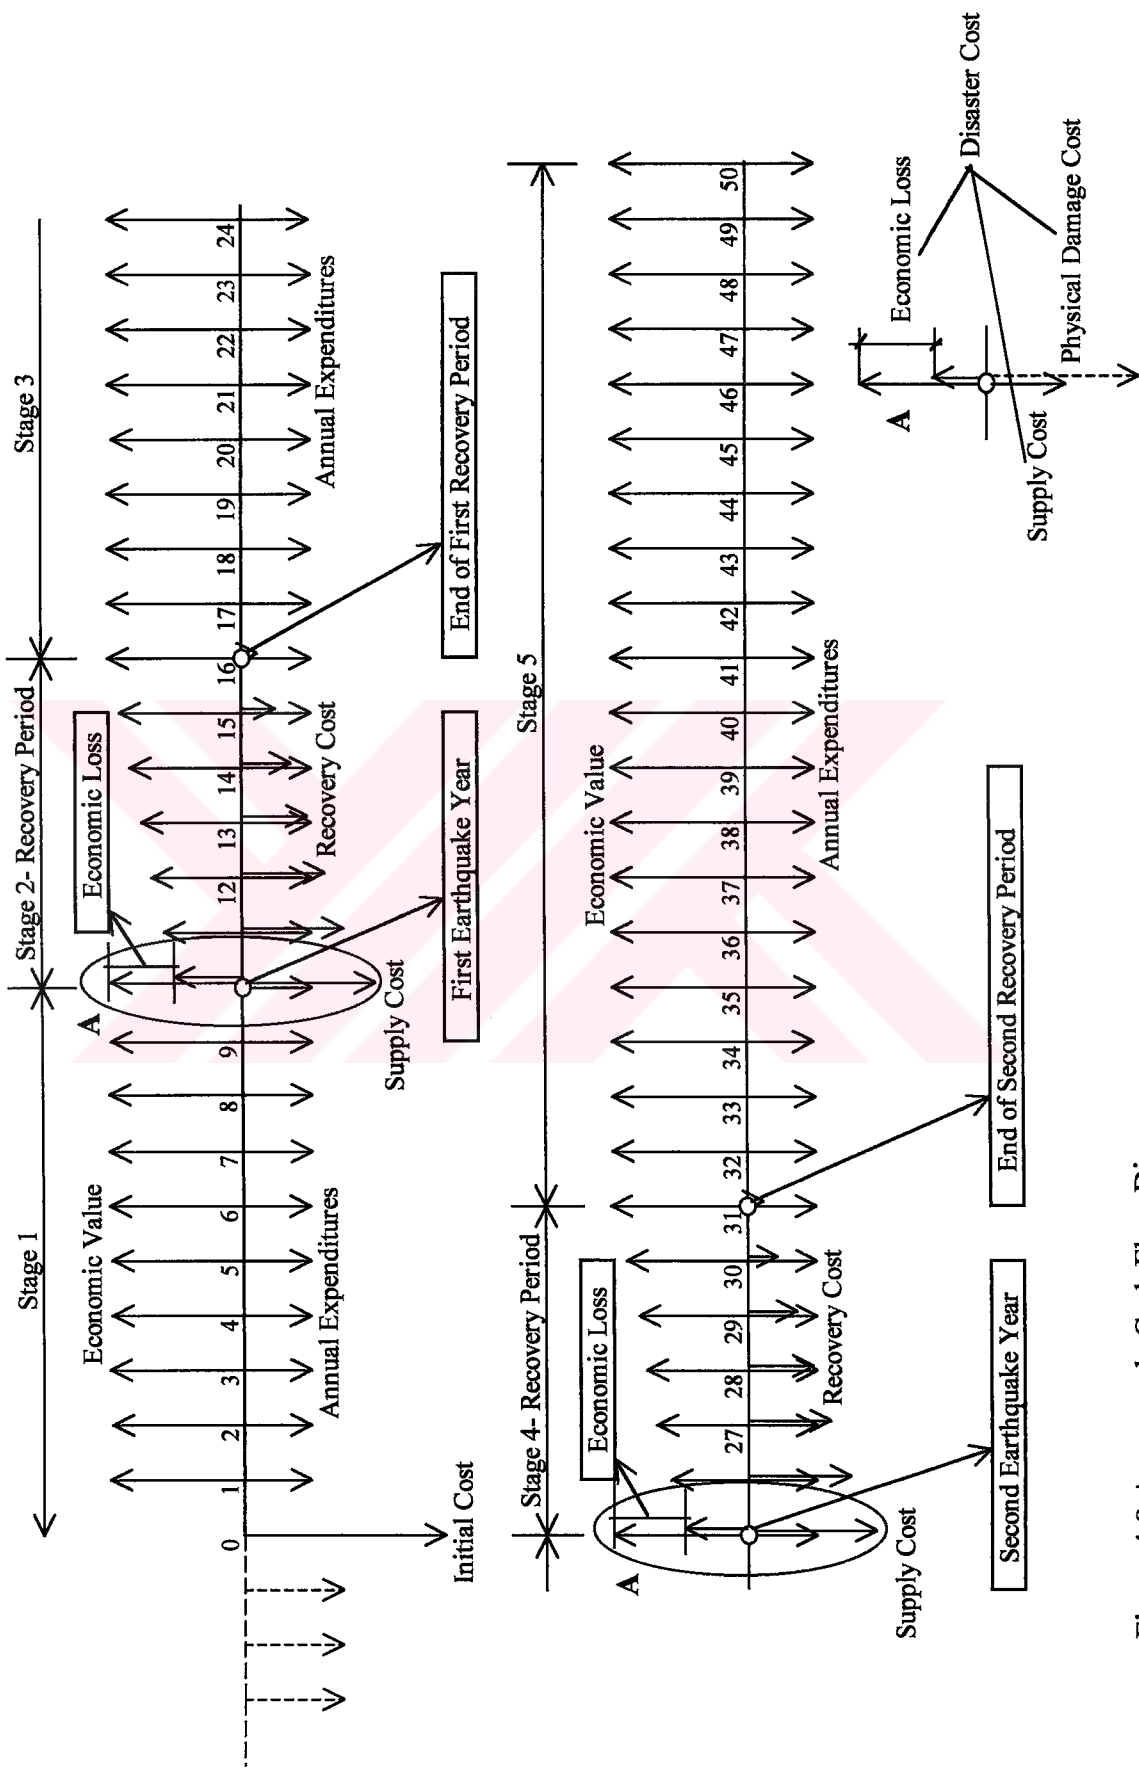 Stage 1
Stage 2- Recovery Period
Stage 3
Economic Value
A
Economic Loss
0
1
2
3
4
5
6
7
8
9
12
13
14
15
16
17
18
19
20
21
22
23
24
Annual Expenditures
Recovery Cost
Annual Expenditures
Supply Cost
Initial Cost
First Earthquake Year
End of First Recovery Period
Stage 4- Recovery Period
Stage 5
Economic Loss
Economic Value
A
27
28
29
30
31
32
33
34
35
36
37
38
39
40
41
42
43
44
45
46
47
48
49
50
Recovery Cost
Annual Expenditures
Supply Cost
Second Earthquake Year
End of Second Recovery Period
A
Economic Loss
Disaster Cost
Supply Cost
Physical Damage Cost